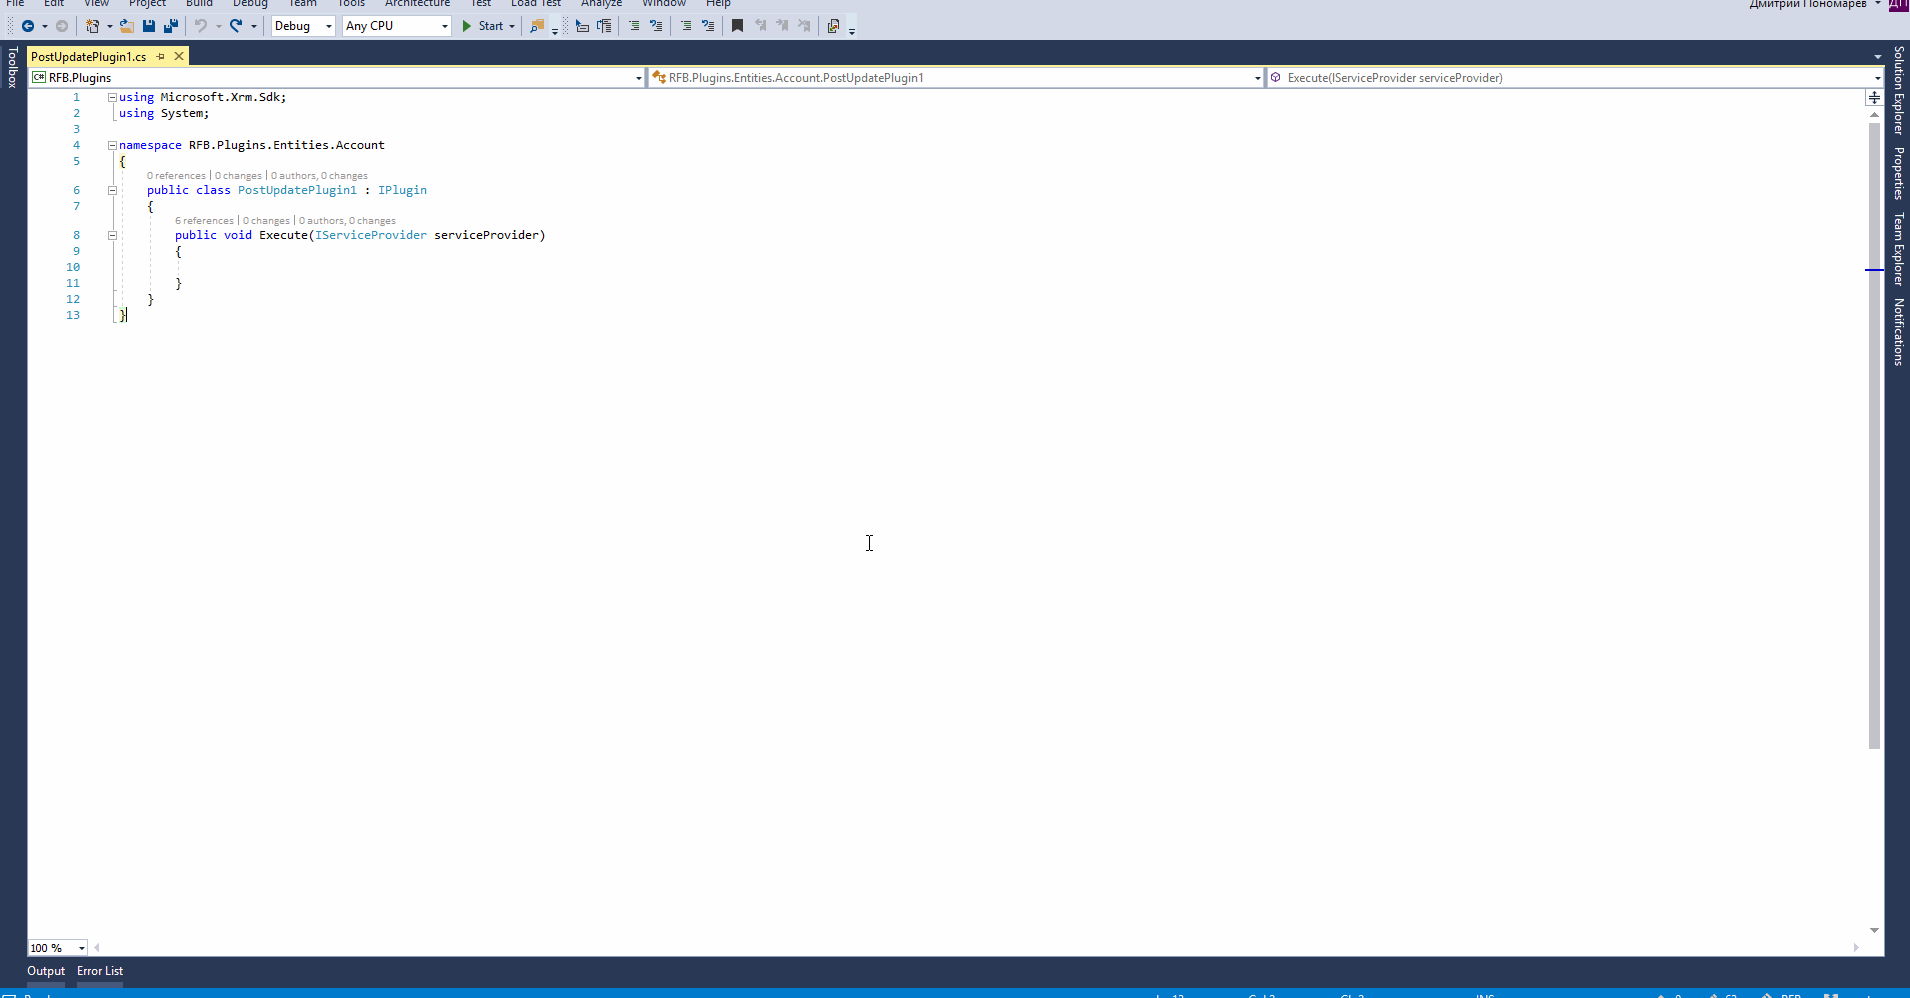 File Edit View Project Build Debug Team Tools Architecture Test Load Test Analyze Window Help
Дмитрий Пономарев ДП
Debug Any CPU Start
Toolbox
PostUpdatePlugin1.cs
RFB.Plugins RFB.Plugins.Entities.Account.PostUpdatePlugin1 Execute(IServiceProvider serviceProvider)
1 using Microsoft.Xrm.Sdk;
2 using System;
3
4 namespace RFB.Plugins.Entities.Account
5 {
0 references | 0 changes | 0 authors, 0 changes
6 public class PostUpdatePlugin1 : IPlugin
7 {
6 references | 0 changes | 0 authors, 0 changes
8 public void Execute(IServiceProvider serviceProvider)
9 {
10
11 }
12 }
13 }
Solution Explorer
Properties
Team Explorer
Notifications
100 %
Output Error List